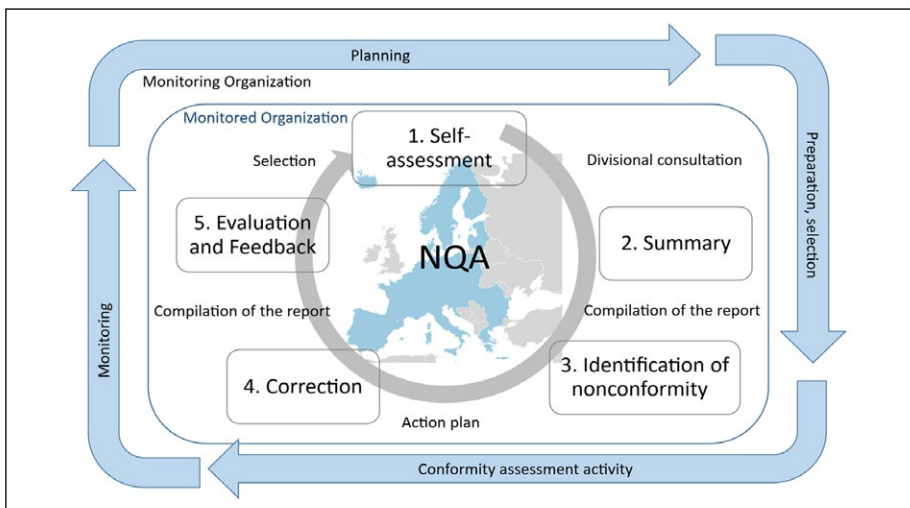 Planning
Monitoring Organization
Monitored Organization
1. Self-
assessment
Selection
Divisional consultation
Preparation, selection
5. Evaluation
and Feedback
2. Summary
NQA
Compilation of the report
Compilation of the report
Monitoring
4. Correction
3. Identification of
nonconformity
Action plan
Conformity assessment activity